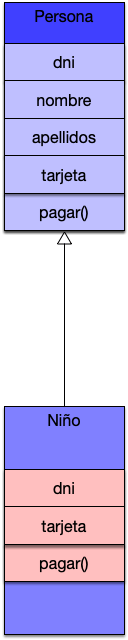 Persona
dni
nombre
apellidos
tarjeta
pagar()
Niño
dni
tarjeta
pagar()